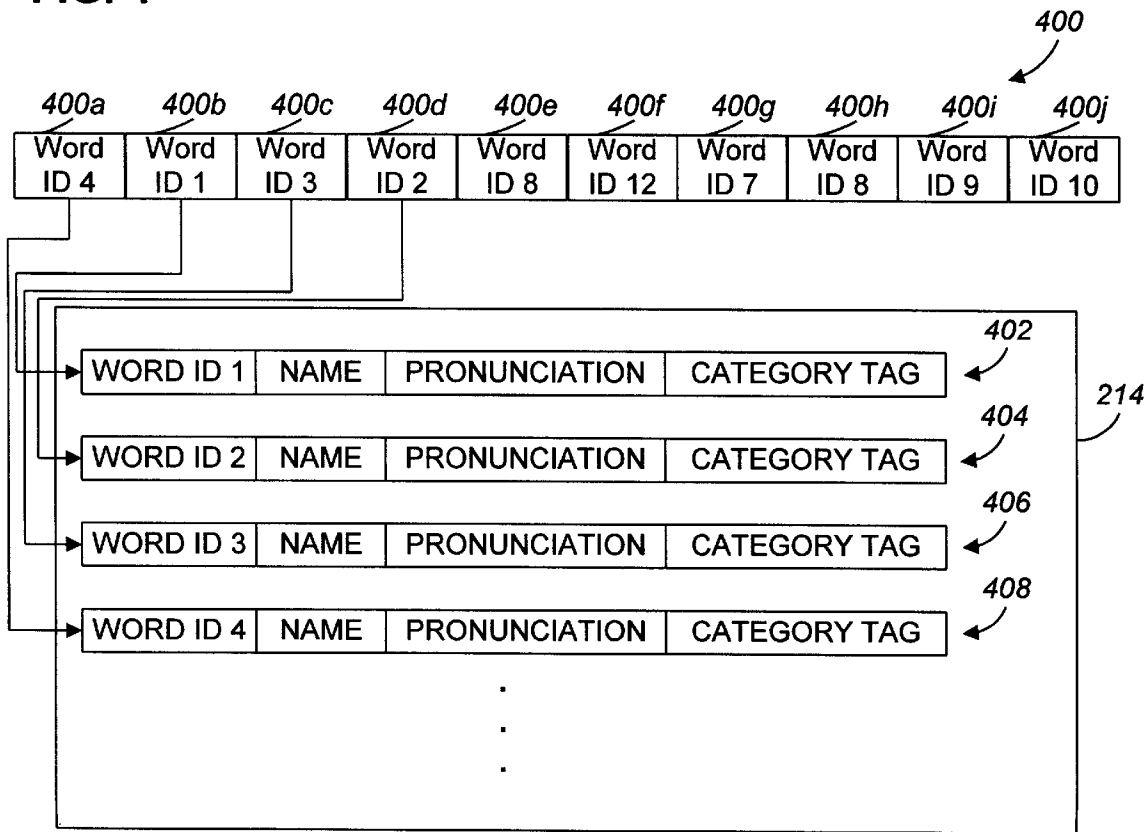 400
400a 400b 400c 400d 400e 400f 400g 400h 400i 400j
Word Word Word Word Word Word Word Word Word Word
ID 4 ID 1 ID 3 ID 2 ID 8 ID 12 ID 7 ID 8 ID 9 ID 10
402
WORD ID 1 NAME PRONUNCIATION CATEGORY TAG
214
404
WORD ID 2 NAME PRONUNCIATION CATEGORY TAG
406
WORD ID 3 NAME PRONUNCIATION CATEGORY TAG
408
WORD ID 4 NAME PRONUNCIATION CATEGORY TAG
.
.
.